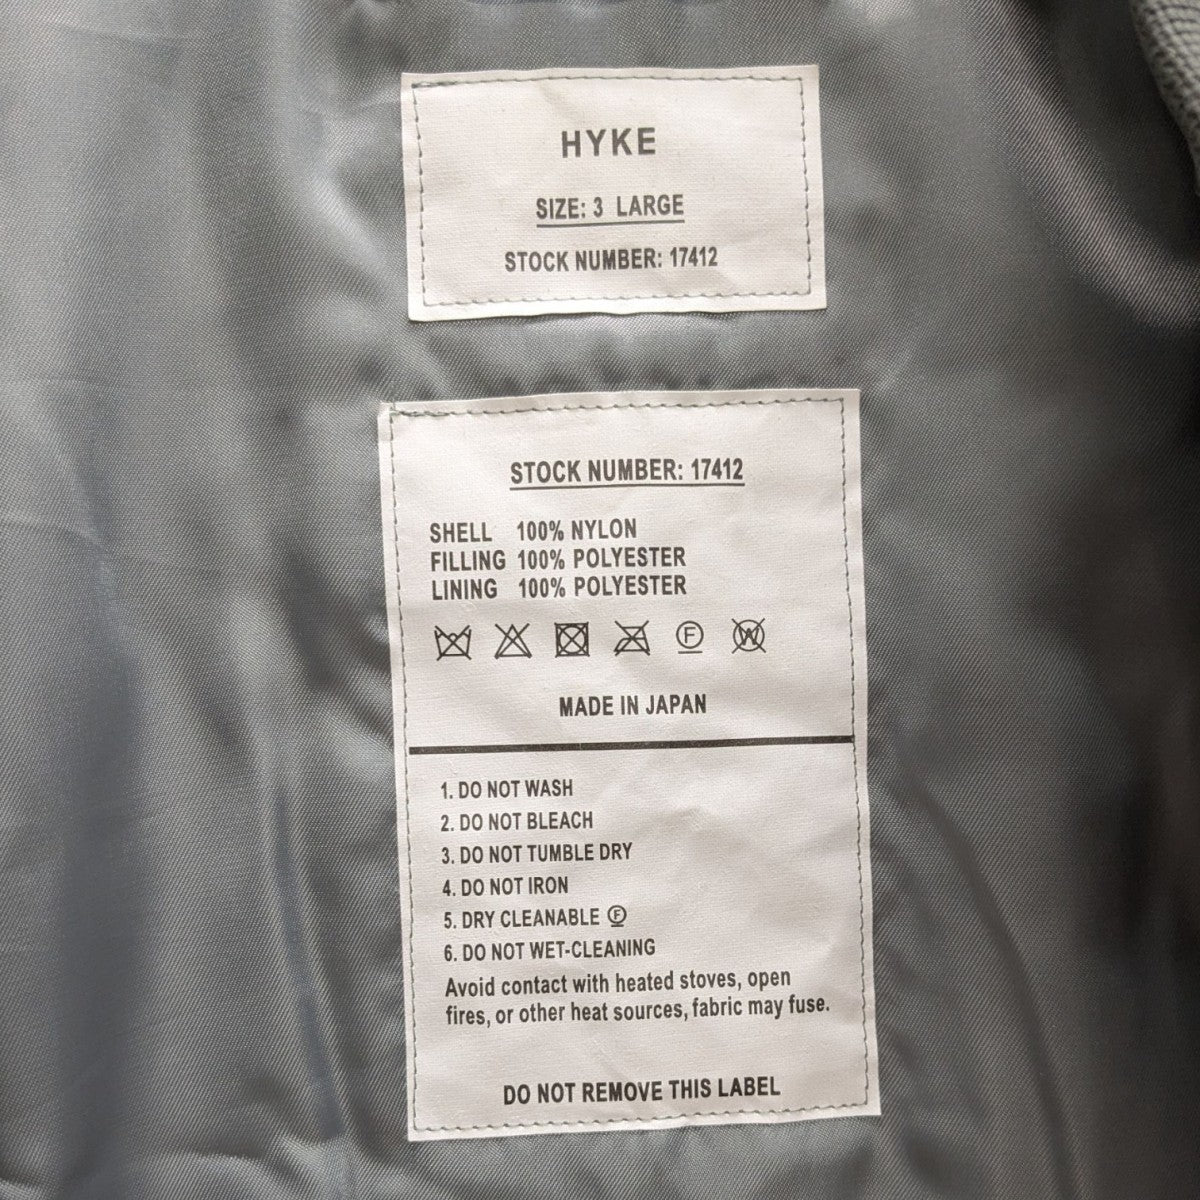 HYKE
SIZE: 3 LARGE
STOCK NUMBER: 17412
STOCK NUMBER: 17412
SHELL 100% NYLON
FILLING 100% POLYESTER
LINING 100% POLYESTER
F W
MADE IN JAPAN
1. DO NOT WASH
2. DO NOT BLEACH
3. DO NOT TUMBLE DRY
4. DO NOT IRON
5. DRY CLEANABLE Ⓕ
6. DO NOT WET-CLEANING
Avoid contact with heated stoves, open
fires, or other heat sources, fabric may fuse.
DO NOT REMOVE THIS LABEL